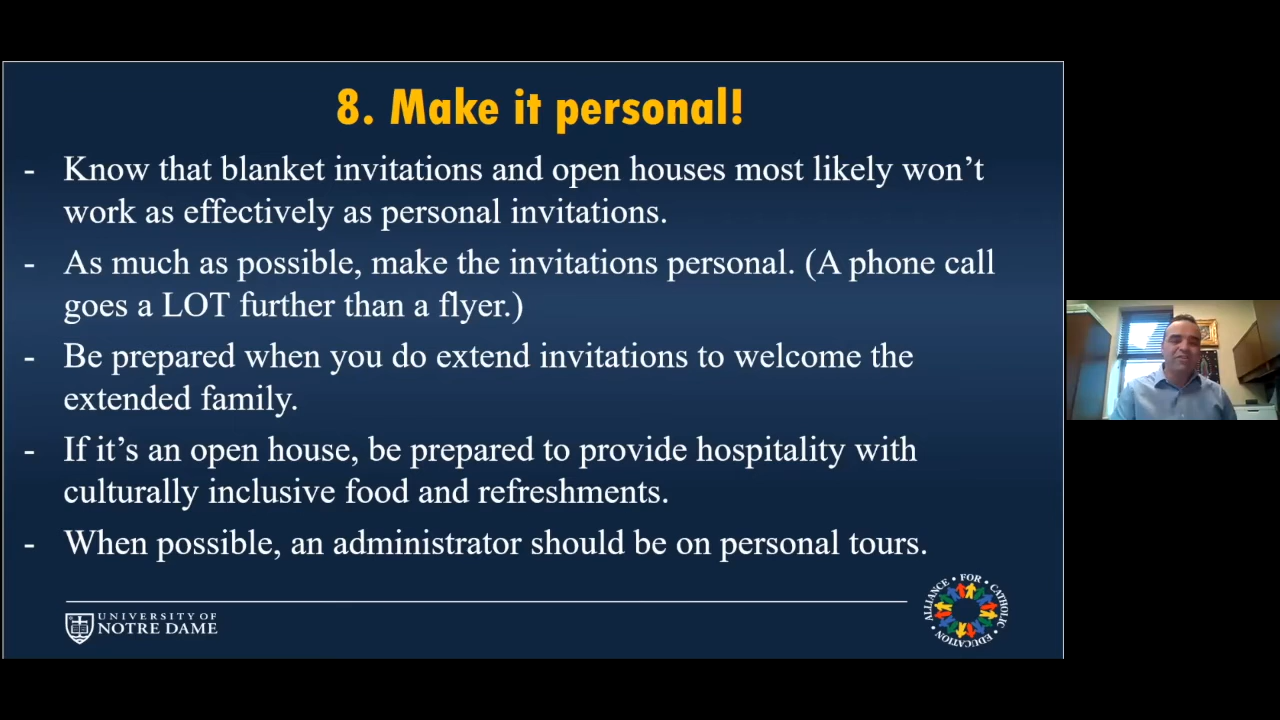 8. Make it personal!
- Know that blanket invitations and open houses most likely won't
work as effectively as personal invitations.
- As much as possible, make the invitations personal. (A phone call
goes a LOT further than a flyer.)
- Be prepared when you do extend invitations to welcome the
extended family.
- If it's an open house, be prepared to provide hospitality with
culturally inclusive food and refreshments.
- When possible, an administrator should be on personal tours.
UNIVERSITY OF
NOTRE DAME
ALLIANCE • FOR • CATHOLIC • EDUCATION •